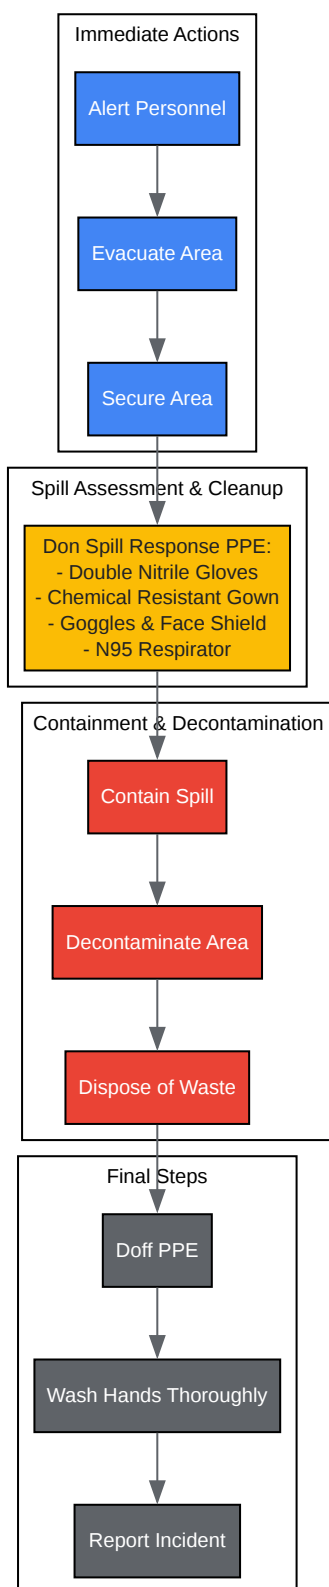 Immediate Actions
Alert Personnel
Evacuate Area
Secure Area
Spill Assessment & Cleanup
Don Spill Response PPE:
- Double Nitrile Gloves
- Chemical Resistant Gown
- Goggles & Face Shield
- N95 Respirator
Containment & Decontamination
Contain Spill
Decontaminate Area
Dispose of Waste
Final Steps
Doff PPE
Wash Hands Thoroughly
Report Incident